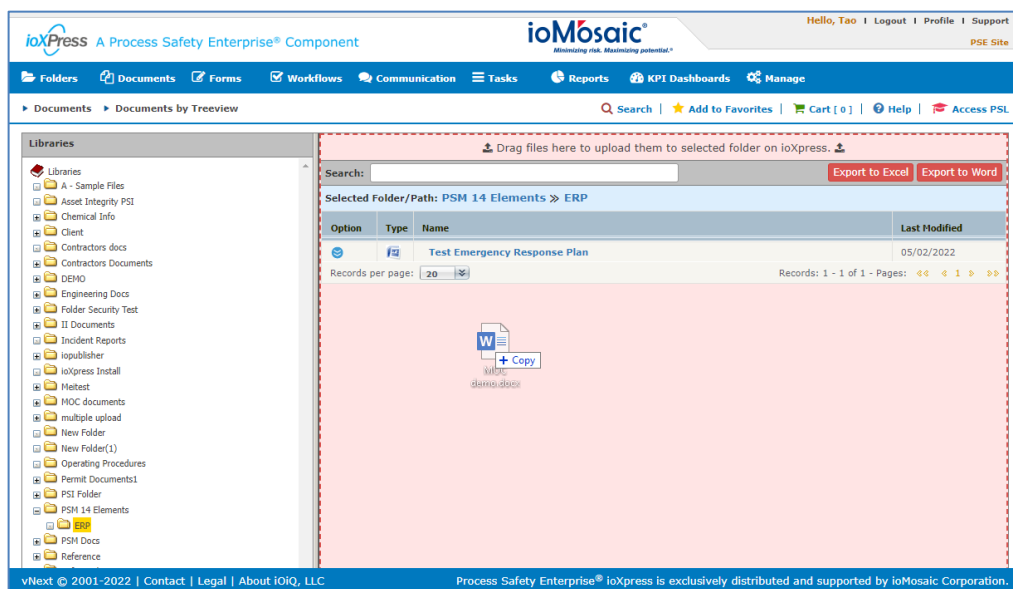 Hello, Tao I Logout I Profile I Support
ioXPress A Process Safety Enterprise® Component
ioMosaic®
Minimizing risk. Maximizing potential.®
PSE Site
Folders Documents Forms Workflows Communication Tasks Reports KPI Dashboards Manage
Documents Documents by Treeview
Search | Add to Favorites | Cart [ 0 ] | Help | Access PSL
Libraries
Libraries
A - Sample Files
Asset Integrity PSI
Chemical Info
Client
Contractors docs
Contractors Documents
DEMO
Engineering Docs
Folder Security Test
II Documents
Incident Reports
iopublisher
ioXpress Install
Meitest
MOC documents
multiple upload
New Folder
New Folder(1)
Operating Procedures
Permit Documents1
PSI Folder
PSM 14 Elements
ERP
PSM Docs
Reference
Drag files here to upload them to selected folder on ioXpress.
Search:
Export to Excel Export to Word
Selected Folder/Path: PSM 14 Elements >> ERP
Option Type Name Last Modified
Test Emergency Response Plan 05/02/2022
Records per page: 20 Records: 1 - 1 of 1 - Pages: 1
W
+ Copy
MOC
demo.docx
vNext © 2001-2022 | Contact | Legal | About iOiQ, LLC
Process Safety Enterprise® ioXpress is exclusively distributed and supported by ioMosaic Corporation.